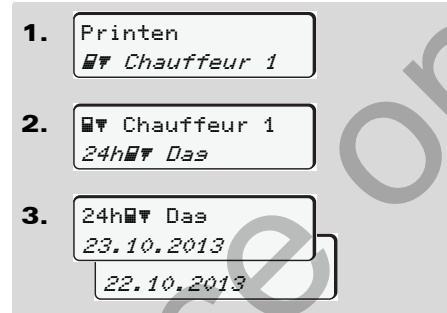 1. Printen
▼ Chauffeur 1
2. ▼ Chauffeur 1
24h▼ Dag
3. 24h▼ Dag
23.10.2013
22.10.2013